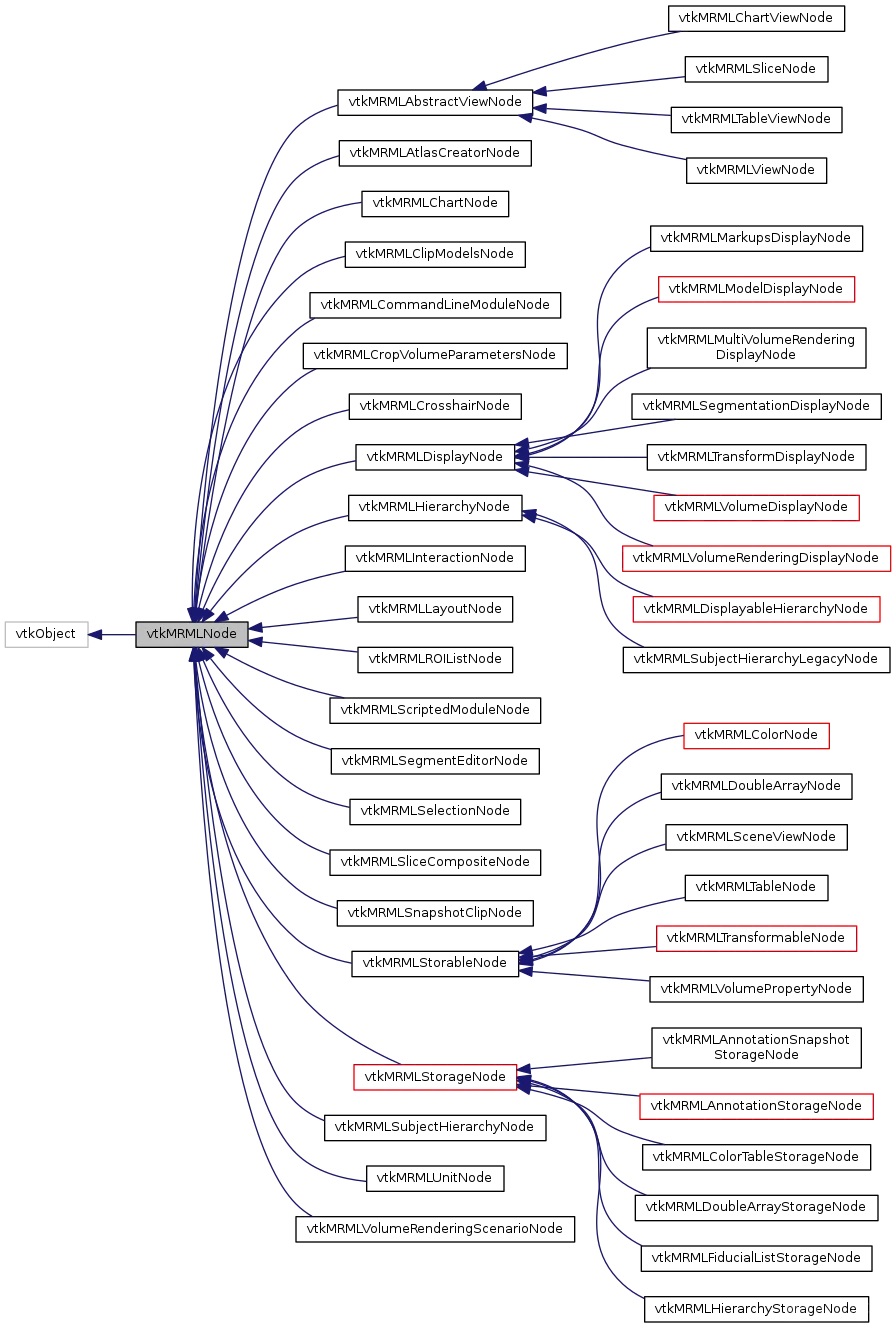 vtkMRMLChartViewNode
vtkMRMLSliceNode
vtkMRMLAbstractViewNode
vtkMRMLTableViewNode
vtkMRMLAtlasCreatorNode
vtkMRMLViewNode
vtkMRMLChartNode
vtkMRMLMarkupsDisplayNode
vtkMRMLClipModelsNode
vtkMRMLModelDisplayNode
vtkMRMLCommandLineModuleNode
vtkMRMLMultiVolumeRendering
DisplayNode
vtkMRMLCropVolumeParametersNode
vtkMRMLCrosshairNode
vtkMRMLSegmentationDisplayNode
vtkMRMLDisplayNode
vtkMRMLTransformDisplayNode
vtkMRMLHierarchyNode
vtkMRMLVolumeDisplayNode
vtkMRMLInteractionNode
vtkMRMLVolumeRenderingDisplayNode
vtkMRMLLayoutNode
vtkMRMLDisplayableHierarchyNode
vtkObject
vtkMRMLNode
vtkMRMLROIListNode
vtkMRMLSubjectHierarchyLegacyNode
vtkMRMLScriptedModuleNode
vtkMRMLColorNode
vtkMRMLSegmentEditorNode
vtkMRMLDoubleArrayNode
vtkMRMLSelectionNode
vtkMRMLSceneViewNode
vtkMRMLSliceCompositeNode
vtkMRMLTableNode
vtkMRMLSnapshotClipNode
vtkMRMLTransformableNode
vtkMRMLStorableNode
vtkMRMLVolumePropertyNode
vtkMRMLAnnotationSnapshot
StorageNode
vtkMRMLStorageNode
vtkMRMLAnnotationStorageNode
vtkMRMLSubjectHierarchyNode
vtkMRMLColorTableStorageNode
vtkMRMLUnitNode
vtkMRMLDoubleArrayStorageNode
vtkMRMLVolumeRenderingScenarioNode
vtkMRMLFiducialListStorageNode
vtkMRMLHierarchyStorageNode